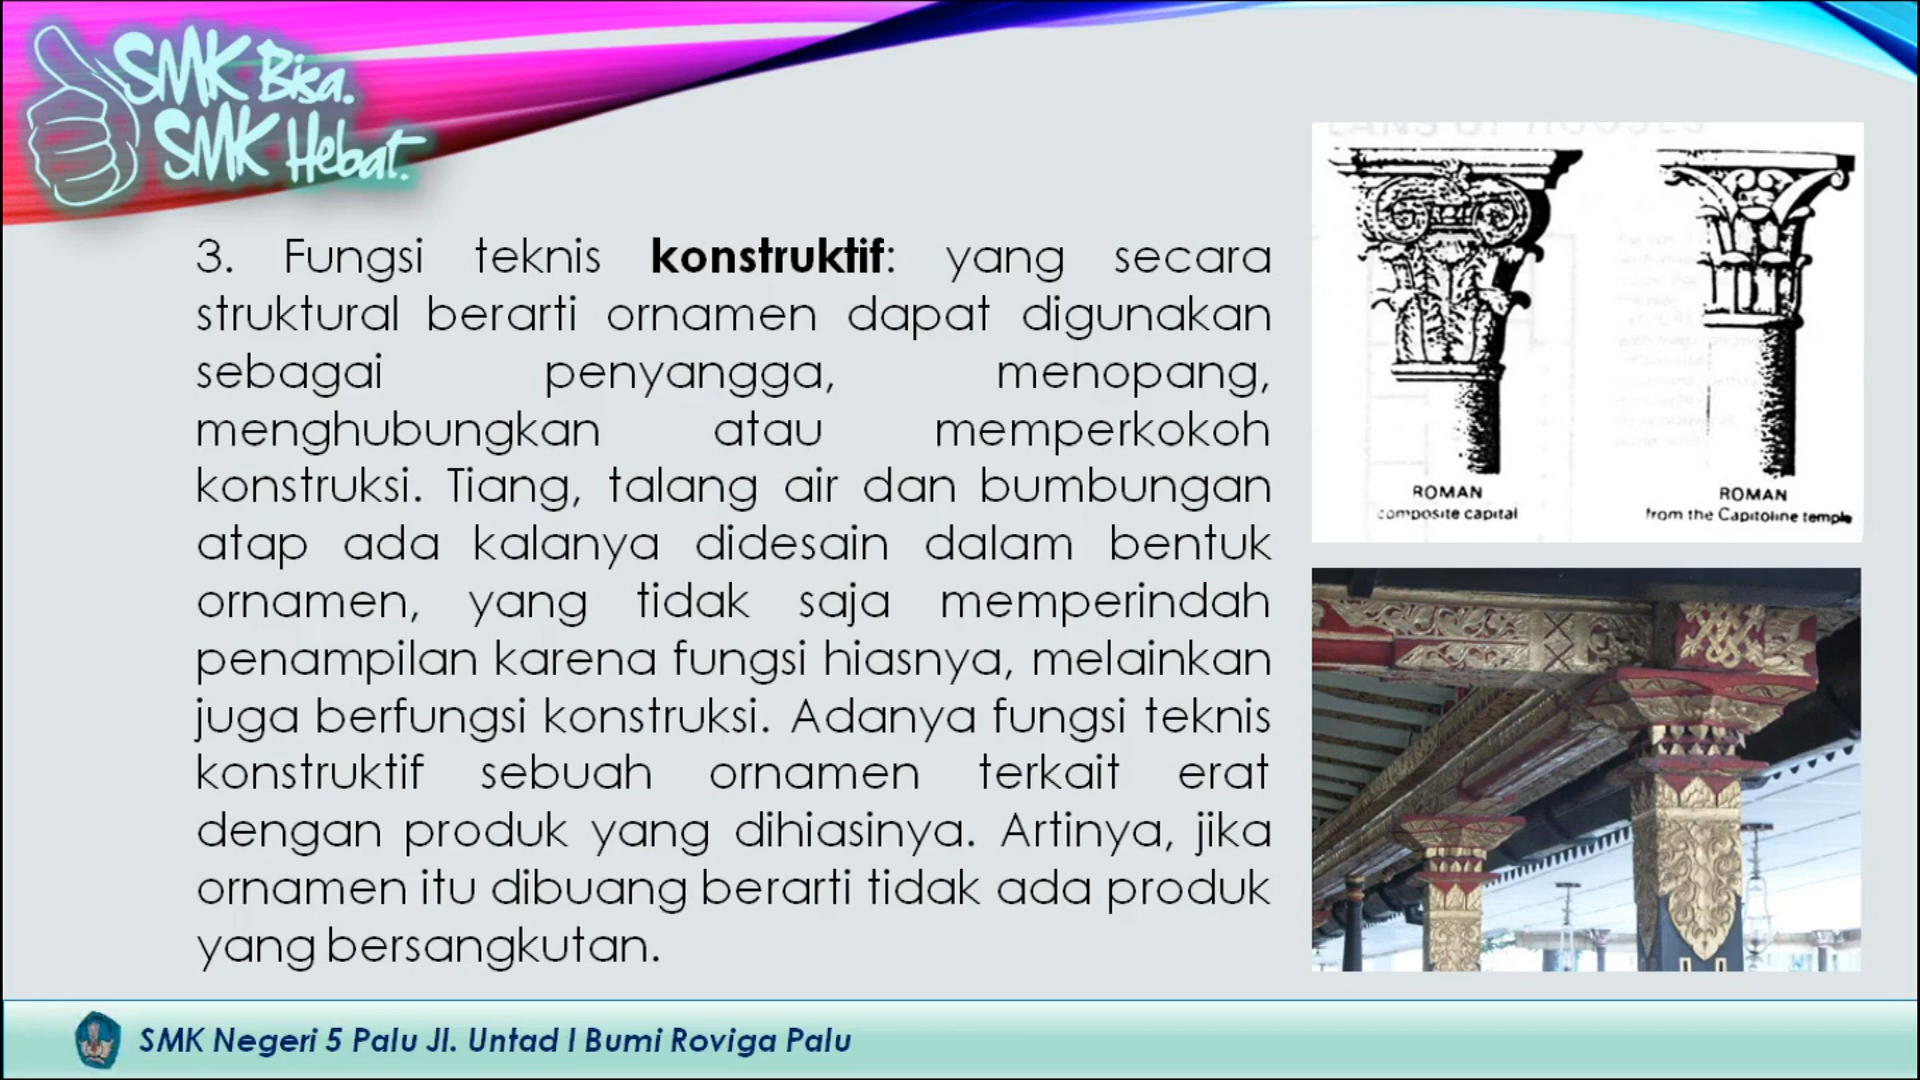 SMK Bisa.
SMK Hebat.
3. Fungsi teknis konstruktif: yang secara
struktural berarti ornamen dapat digunakan
sebagai penyangga, menopang,
menghubungkan atau memperkokoh
konstruksi. Tiang, talang air dan bumbungan
atap ada kalanya didesain dalam bentuk
ornamen, yang tidak saja memperindah
penampilan karena fungsi hiasnya, melainkan
juga berfungsi konstruksi. Adanya fungsi teknis
konstruktif sebuah ornamen terkait erat
dengan produk yang dihiasinya. Artinya, jika
ornamen itu dibuang berarti tidak ada produk
yang bersangkutan.
ROMAN
composite capital
ROMAN
from the Capitoline temple
SMK Negeri 5 Palu Jl. Untad I Bumi Roviga Palu